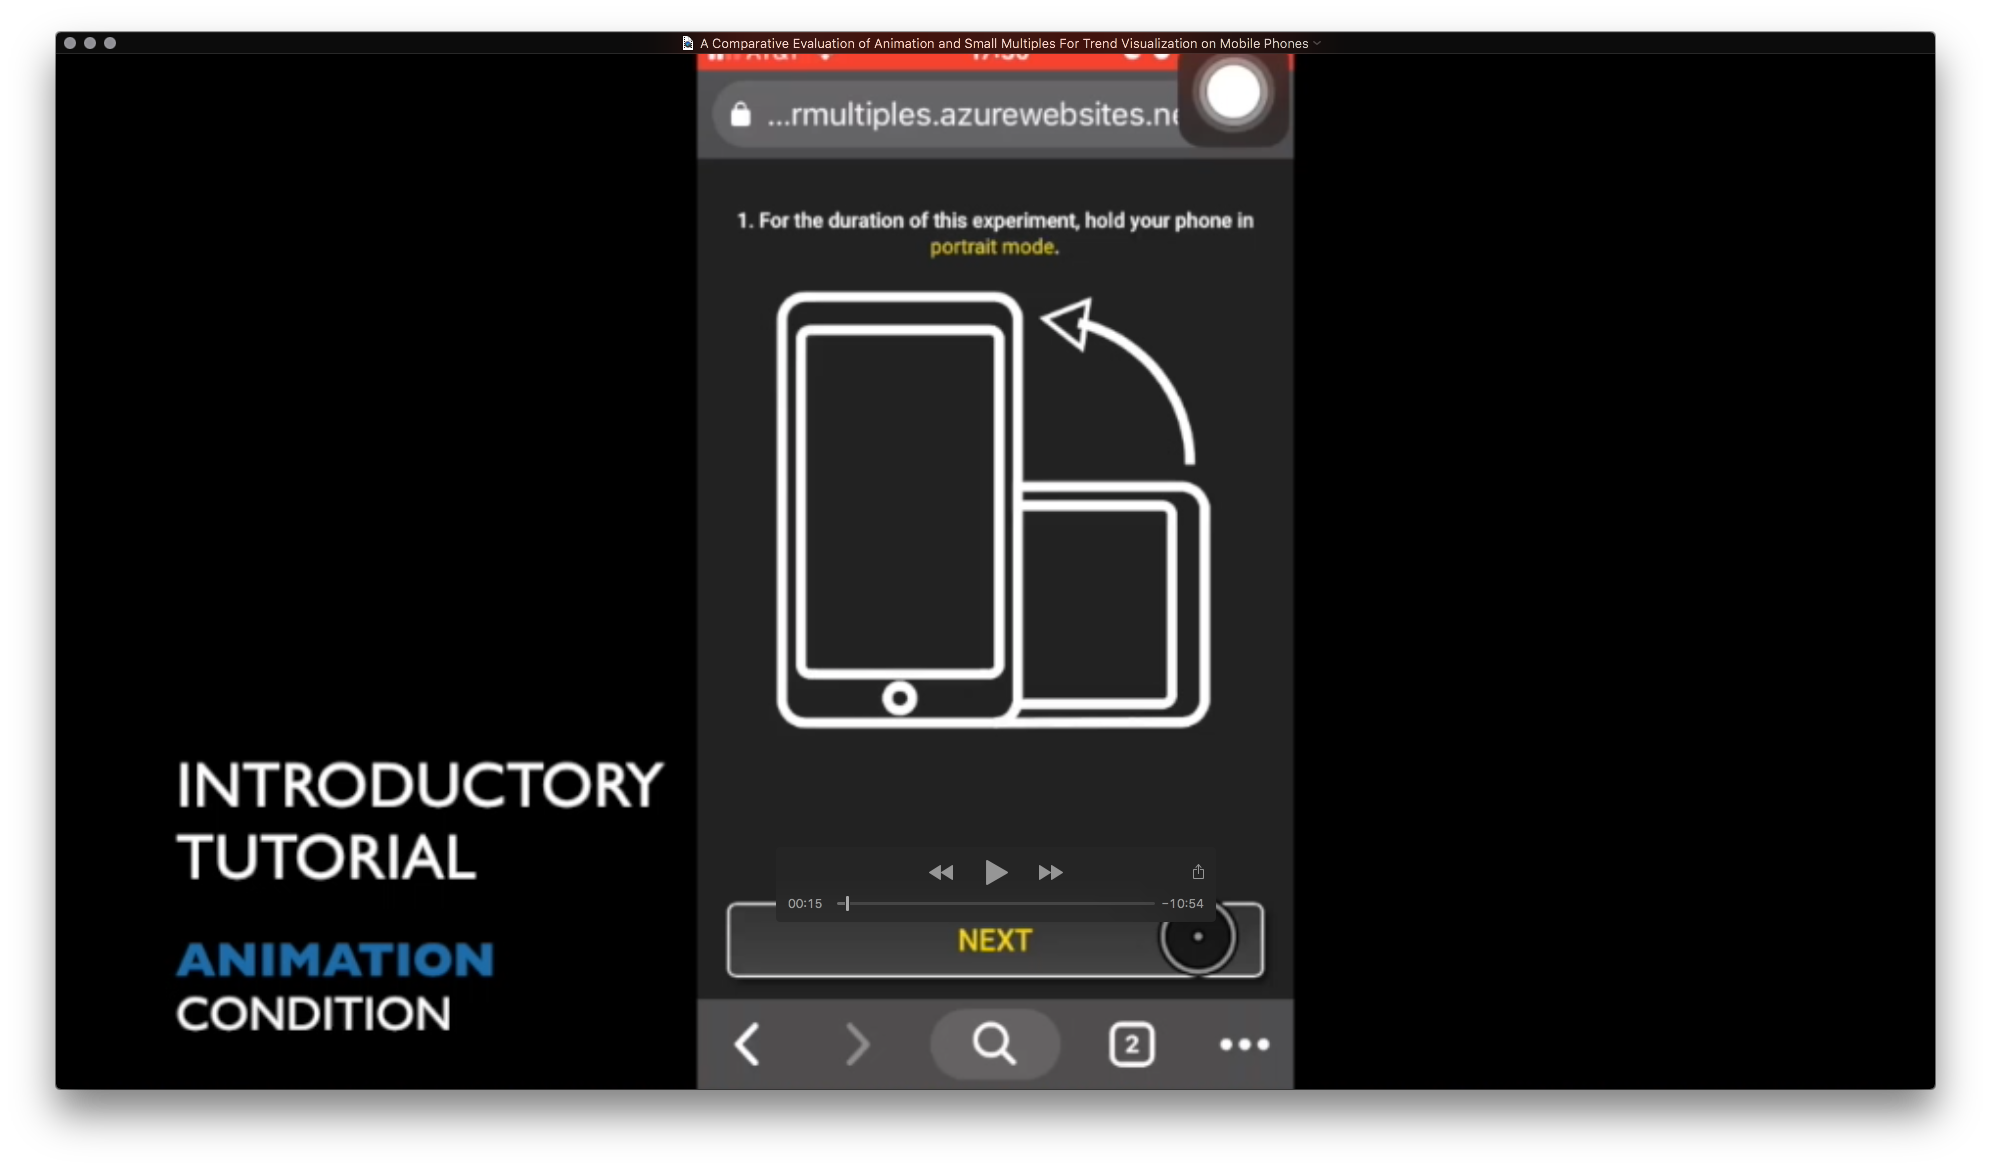 A Comparative Evaluation of Animation and Small Multiples For Trend Visualization on Mobile Phones
...rmultiples.azurewebsites.ne
1. For the duration of this experiment, hold your phone in
portrait mode.
INTRODUCTORY
TUTORIAL
ANIMATION
CONDITION
00:15
-10:54
NEXT
2